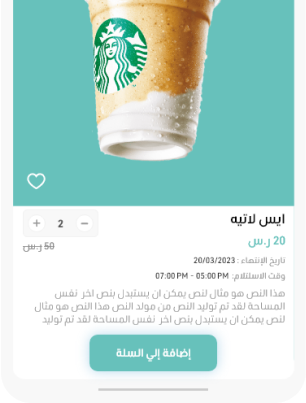 ايس لاتيه
+ 2 -
20 ر.س
50 ر.س
تاريخ الإنتهاء : 20/03/2023
وقت الاستلام: 05:00 PM - 07:00 PM
هذا النص هو مثال لنص يمكن ان يستبدل بنص اخر نفس
المساحة لقد تم توليد النص من مولد النص هذا النص هو مثال
لنص يمكن ان يستبدل بنص اخر نفس المساحة لقد تم توليد
إضافة إلي السلة